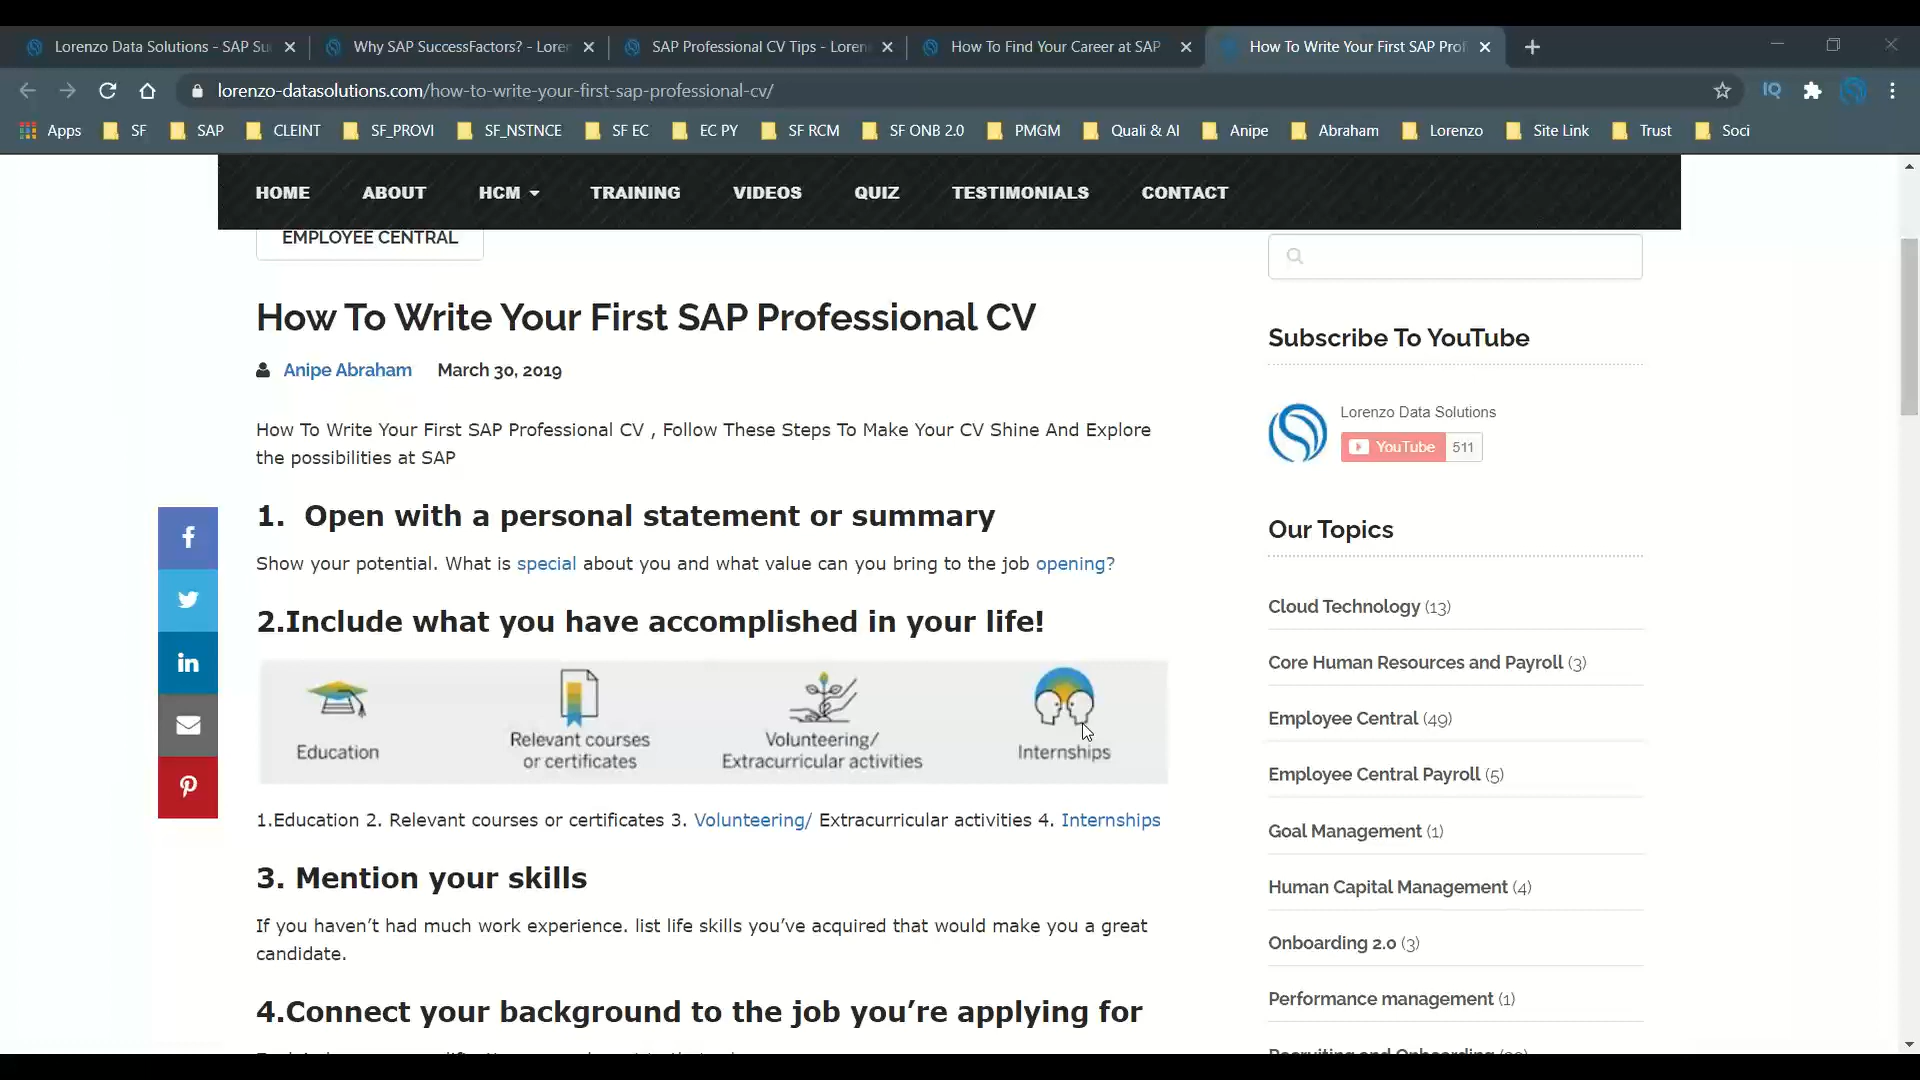 Lorenzo Data Solutions - SAP Su
Why SAP SuccessFactors? - Loren
SAP Professional CV Tips - Loren
How To Find Your Career at SAP
How To Write Your First SAP Prof
lorenzo-datasolutions.com/how-to-write-your-first-sap-professional-cv/
IQ
Apps SF SAP CLEINT SF_PROVI SF_NSTNCE SF EC EC PY SF RCM SF ONB 2.0 PMGM Quali & AI Anipe Abraham Lorenzo Site Link Trust Soci
HOME ABOUT HCM TRAINING VIDEOS QUIZ TESTIMONIALS CONTACT
EMPLOYEE CENTRAL
How To Write Your First SAP Professional CV
Anipe Abraham March 30, 2019
How To Write Your First SAP Professional CV , Follow These Steps To Make Your CV Shine And Explore
the possibilities at SAP
1. Open with a personal statement or summary
Show your potential. What is special about you and what value can you bring to the job opening?
2.Include what you have accomplished in your life!
Education
Relevant courses
or certificates
Volunteering/
Extracurricular activities
Internships
1.Education 2. Relevant courses or certificates 3. Volunteering/ Extracurricular activities 4. Internships
3. Mention your skills
If you haven’t had much work experience. list life skills you’ve acquired that would make you a great
candidate.
4.Connect your background to the job you’re applying for
Subscribe To YouTube
Lorenzo Data Solutions
YouTube 511
Our Topics
Cloud Technology (13)
Core Human Resources and Payroll (3)
Employee Central (49)
Employee Central Payroll (5)
Goal Management (1)
Human Capital Management (4)
Onboarding 2.0 (3)
Performance management (1)
Recruiting and Onboarding